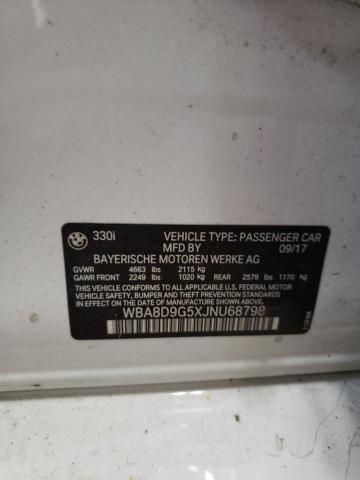 330i VEHICLE TYPE: PASSENGER CAR
MFD BY 09/17
BAYERISCHE MOTOREN WERKE AG
GVWR 4663 lbs 2115 kg
GAWR FRONT 2249 lbs 1020 kg REAR 2579 lbs 1170 kg
THIS VEHICLE CONFORMS TO ALL APPLICABLE U.S. FEDERAL MOTOR
VEHICLE SAFETY, BUMPER, AND THEFT PREVENTION STANDARDS
IN EFFECT ON THE DATE OF MANUFACTURE SHOWN ABOVE.
WBA8D9G5XJNU68798